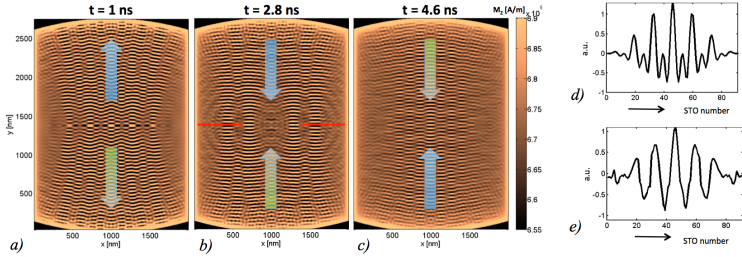 t = 1 ns
t = 2.8 ns
t = 4.6 ns
M_z [A/m] x 10^5
2500
2000
1500
1000
500
y [nm]
500 1000 1500
x [nm]
a)
500 1000 1500
x [nm]
b)
500 1000 1500
x [nm]
c)
6.9
6.85
6.8
6.75
6.7
6.65
6.6
6.55
1
0.5
0
-0.5
-1
a.u.
0 20 40 60 80
STO number
d)
1
0.5
0
-0.5
-1
a.u.
0 20 40 60 80
STO number
e)